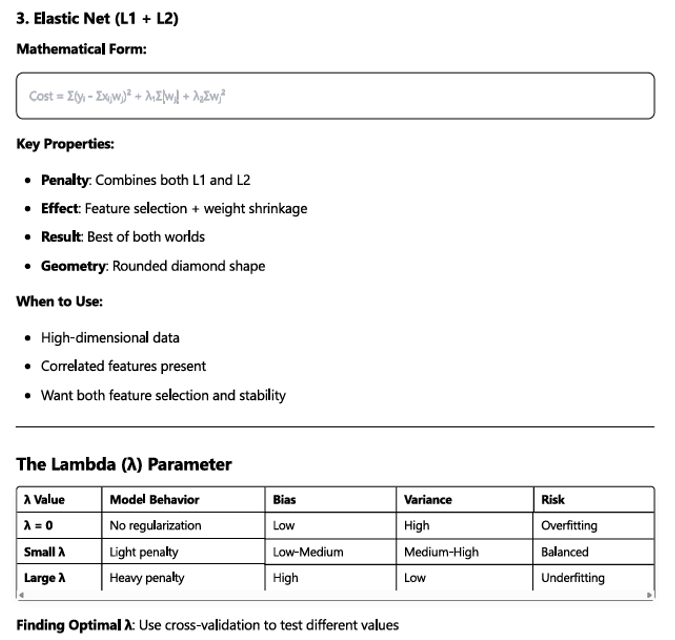 3. Elastic Net (L1 + L2)
Mathematical Form:
Cost = Σ(yᵢ - Σxᵢⱼwⱼ)² + λ₁Σ|wⱼ| + λ₂Σwⱼ²
Key Properties:
• Penalty: Combines both L1 and L2
• Effect: Feature selection + weight shrinkage
• Result: Best of both worlds
• Geometry: Rounded diamond shape
When to Use:
• High-dimensional data
• Correlated features present
• Want both feature selection and stability
The Lambda (λ) Parameter
λ Value Model Behavior Bias Variance Risk
λ = 0 No regularization Low High Overfitting
Small λ Light penalty Low-Medium Medium-High Balanced
Large λ Heavy penalty High Low Underfitting
Finding Optimal λ: Use cross-validation to test different values